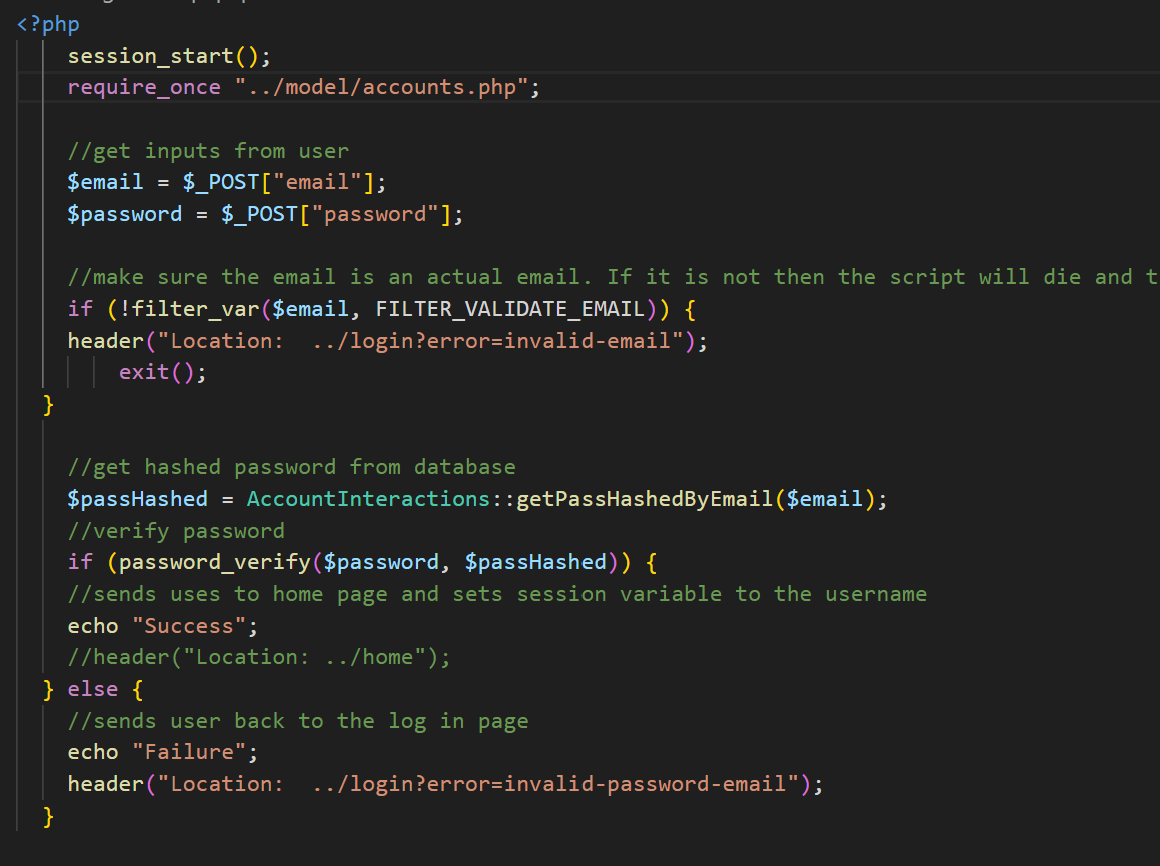 <?php
session_start();
require_once "../model/accounts.php";
//get inputs from user
$email = $_POST["email"];
$password = $_POST["password"];
//make sure the email is an actual email. If it is not then the script will die and t
if (!filter_var($email, FILTER_VALIDATE_EMAIL)) {
header("Location:  ../login?error=invalid-email");
exit();
}
//get hashed password from database
$passHashed = AccountInteractions::getPassHashedByEmail($email);
//verify password
if (password_verify($password, $passHashed)) {
//sends uses to home page and sets session variable to the username
echo "Success";
//header("Location: ../home");
} else {
//sends user back to the log in page
echo "Failure";
header("Location:  ../login?error=invalid-password-email");
}